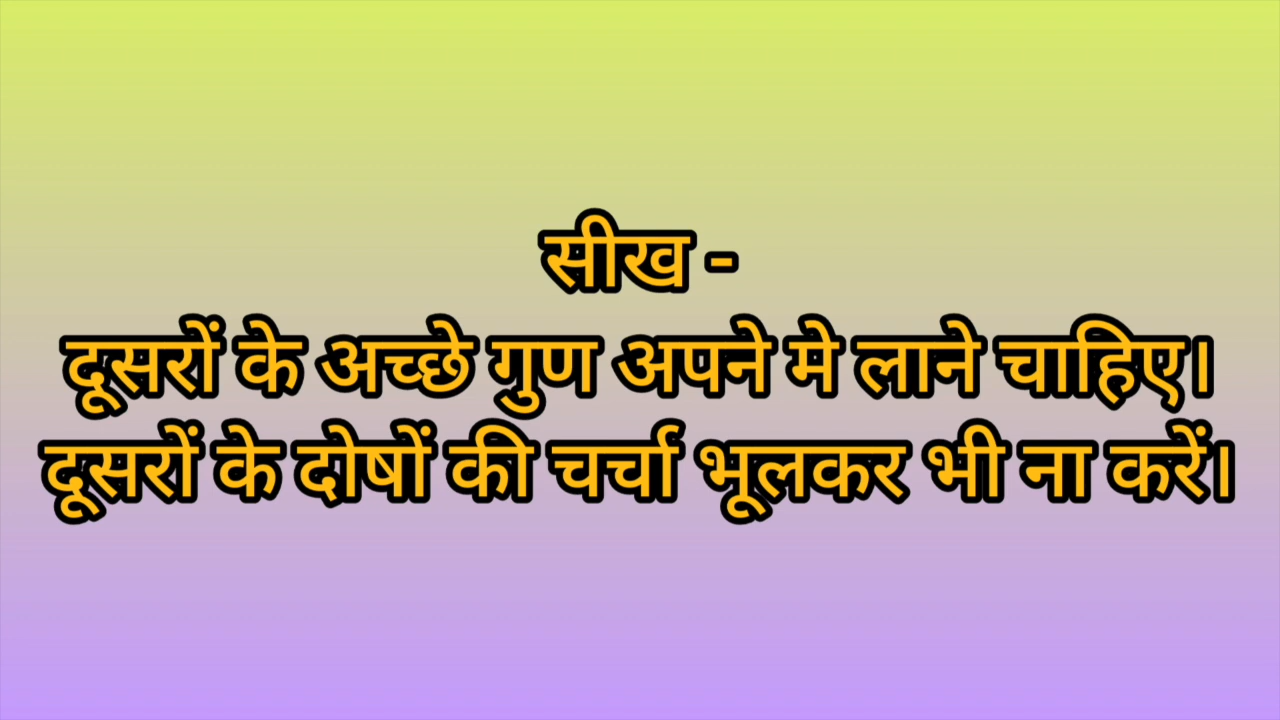 सीख -
दूसरों के अच्छे गुण अपने मे लाने चाहिए।
दूसरों के दोषों की चर्चा भूलकर भी ना करें।